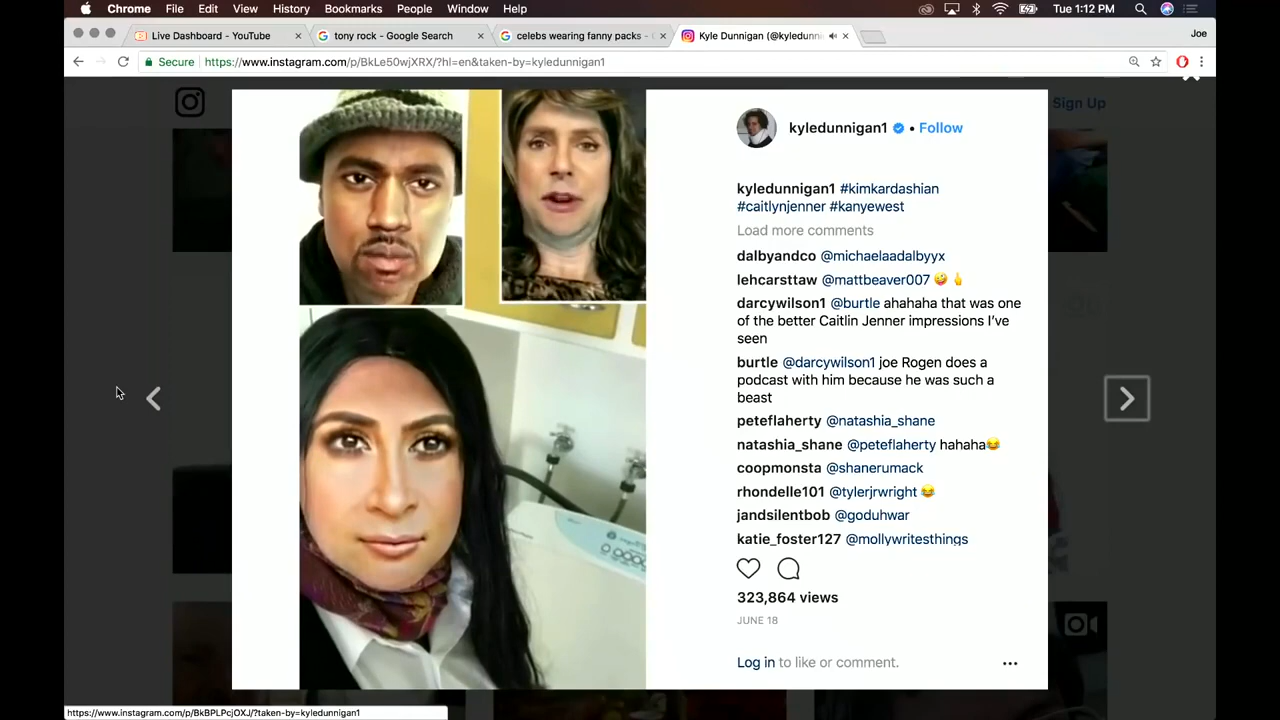 Chrome File Edit View History Bookmarks People Window Help Tue 1:12 PM
Live Dashboard - YouTube tony rock - Google Search celebs wearing fanny packs - Kyle Dunnigan (@kyledunni Joe
Secure https://www.instagram.com/p/BkLe50wjXRX/?hl=en&taken-by=kyledunnigan1
Sign Up
kyledunnigan1 • Follow
kyledunnigan1 #kimkardashian
#caitlynjenner #kanyewest
Load more comments
dalbyandco @michaelaadalbyyx
lehcarsttaw @mattbeaver007 🤪🖕
darcywilson1 @burtle ahahaha that was one
of the better Caitlin Jenner impressions I've
seen
burtle @darcywilson1 joe Rogen does a
podcast with him because he was such a
beast
peteflaherty @natashia_shane
natashia_shane @peteflaherty hahaha😂
coopmonsta @shanerumack
rhondelle101 @tylerjrwright 😂
jandsilentbob @goduhwar
katie_foster127 @mollywritesthings
323,864 views
JUNE 18
Log in to like or comment.
https://www.instagram.com/p/BkBPLPcjOXJ/?taken-by=kyledunnigan1